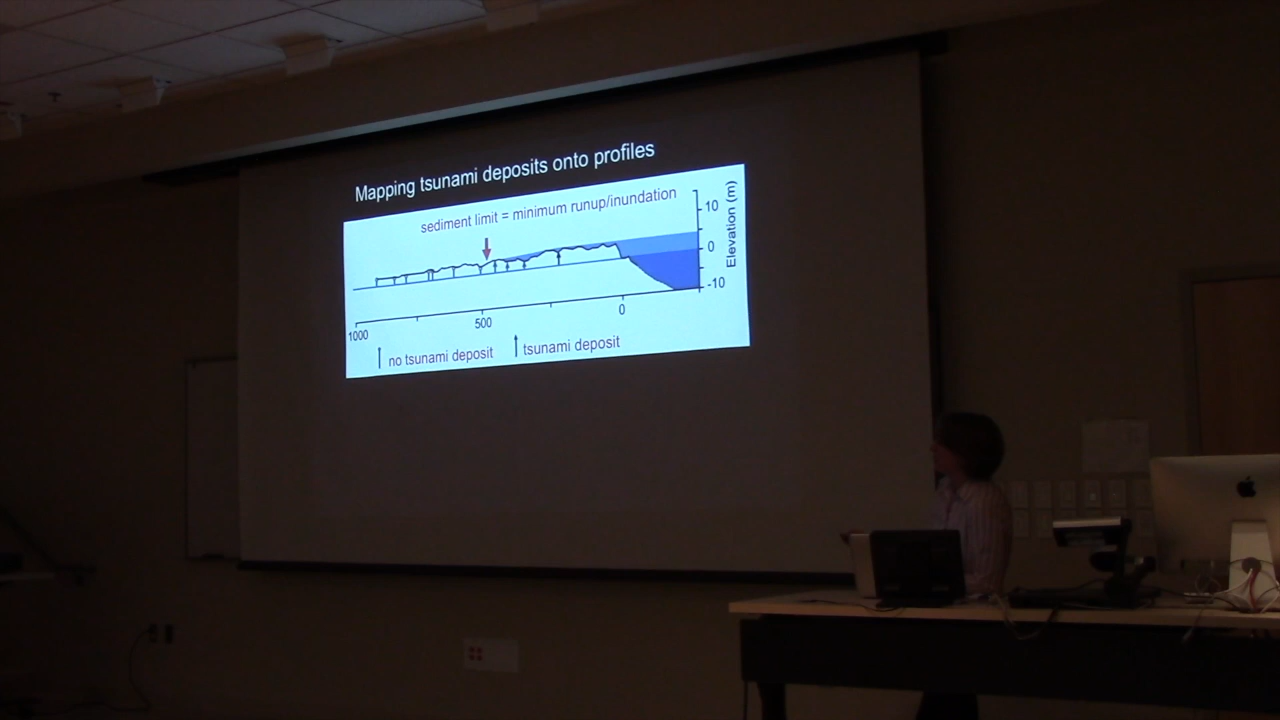 Mapping tsunami deposits onto profiles
sediment limit = minimum runup/inundation
10
0
-10
Elevation (m)
1000
500
0
no tsunami deposit
tsunami deposit